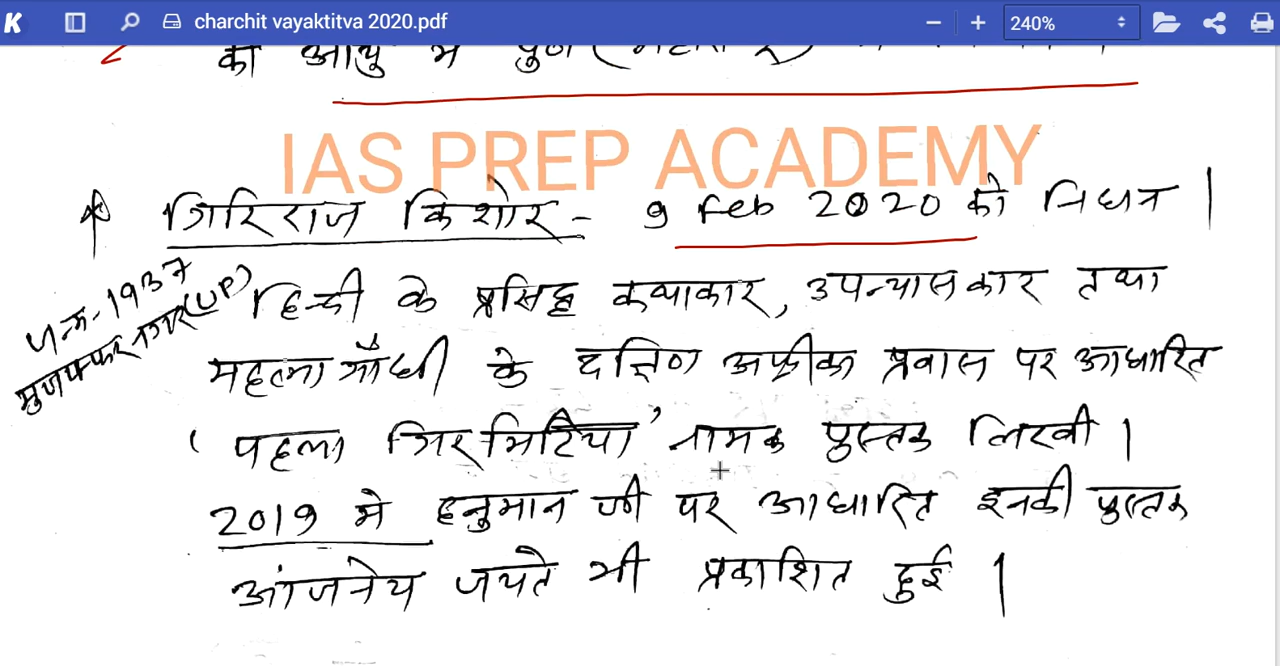 charchit vayaktitva 2020.pdf
240%
की आयु में पुणे (
IAS PREP ACADEMY
गिरिराज किशोर - 9 Feb 2020 को निधन |
जन्म - 1937
मुजफ्फरनगर (UP)
हिन्दी के प्रसिद्ध कथाकार, उपन्यासकार तथा
महात्मा गाँधी के दक्षिण अफ्रीका प्रवास पर आधारित
'पहला गिरमिटिया' नामक पुस्तक लिखी |
2019 मे हनुमान जी पर आधारित इनकी पुस्तक
आंजनेय जयते भी प्रकाशित हुई |